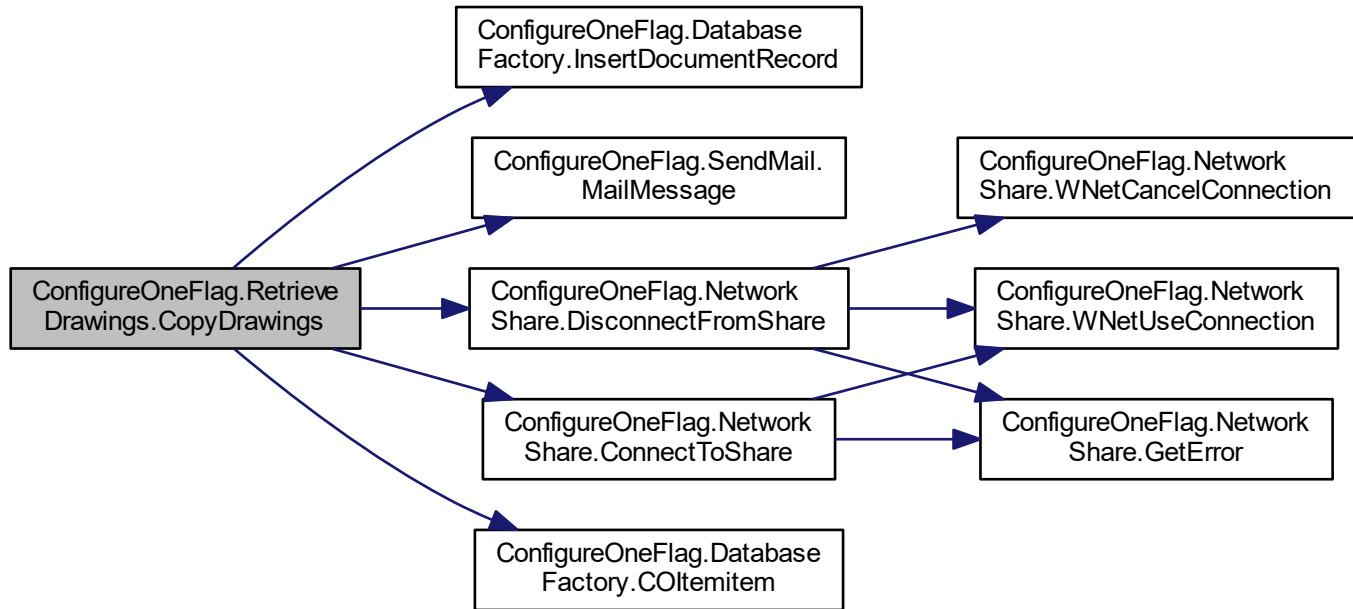 ConfigureOneFlag.Database
Factory.InsertDocumentRecord
ConfigureOneFlag.SendMail.
MailMessage
ConfigureOneFlag.Network
Share.WNetCancelConnection
ConfigureOneFlag.Retrieve
Drawings.CopyDrawings
ConfigureOneFlag.Network
Share.DisconnectFromShare
ConfigureOneFlag.Network
Share.WNetUseConnection
ConfigureOneFlag.Network
Share.ConnectToShare
ConfigureOneFlag.Network
Share.GetError
ConfigureOneFlag.Database
Factory.COItemitem